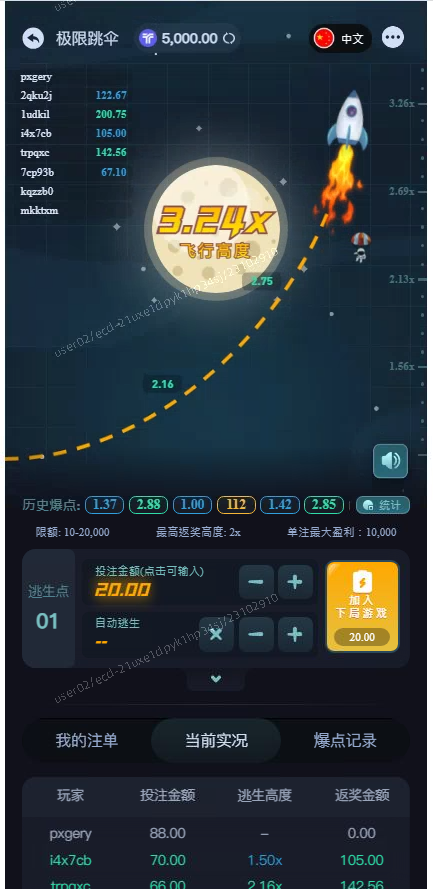 极限跳伞 5,000.00 中文
pxgery
2qku2j 122.67
1udkil 200.75
i4x7cb 105.00
trpqxc 142.56
7cp93b 67.10
kqzzb0
mkktxm
3.26x
2.69x
3.24x
飞行高度
2.75
2.13x
1.56x
2.16
user02/ecd-21uxe1dpyk1hp34sj/23102910
历史爆点: 1.37 2.88 1.00 112 1.42 2.85 统计
限额: 10-20,000 最高返奖高度: 2x 单注最大盈利：10,000
逃生点
01
投注金额(点击可输入)
20.00
自动逃生
--
加入
下局游戏
20.00
user02/ecd-21uxe1dpyk1hp34sj/23102910
我的注单 当前实况 爆点记录
玩家 投注金额 逃生高度 返奖金额
pxgery 88.00 – 0.00
i4x7cb 70.00 1.50x 105.00
trpqxc 66.00 2.16x 142.56